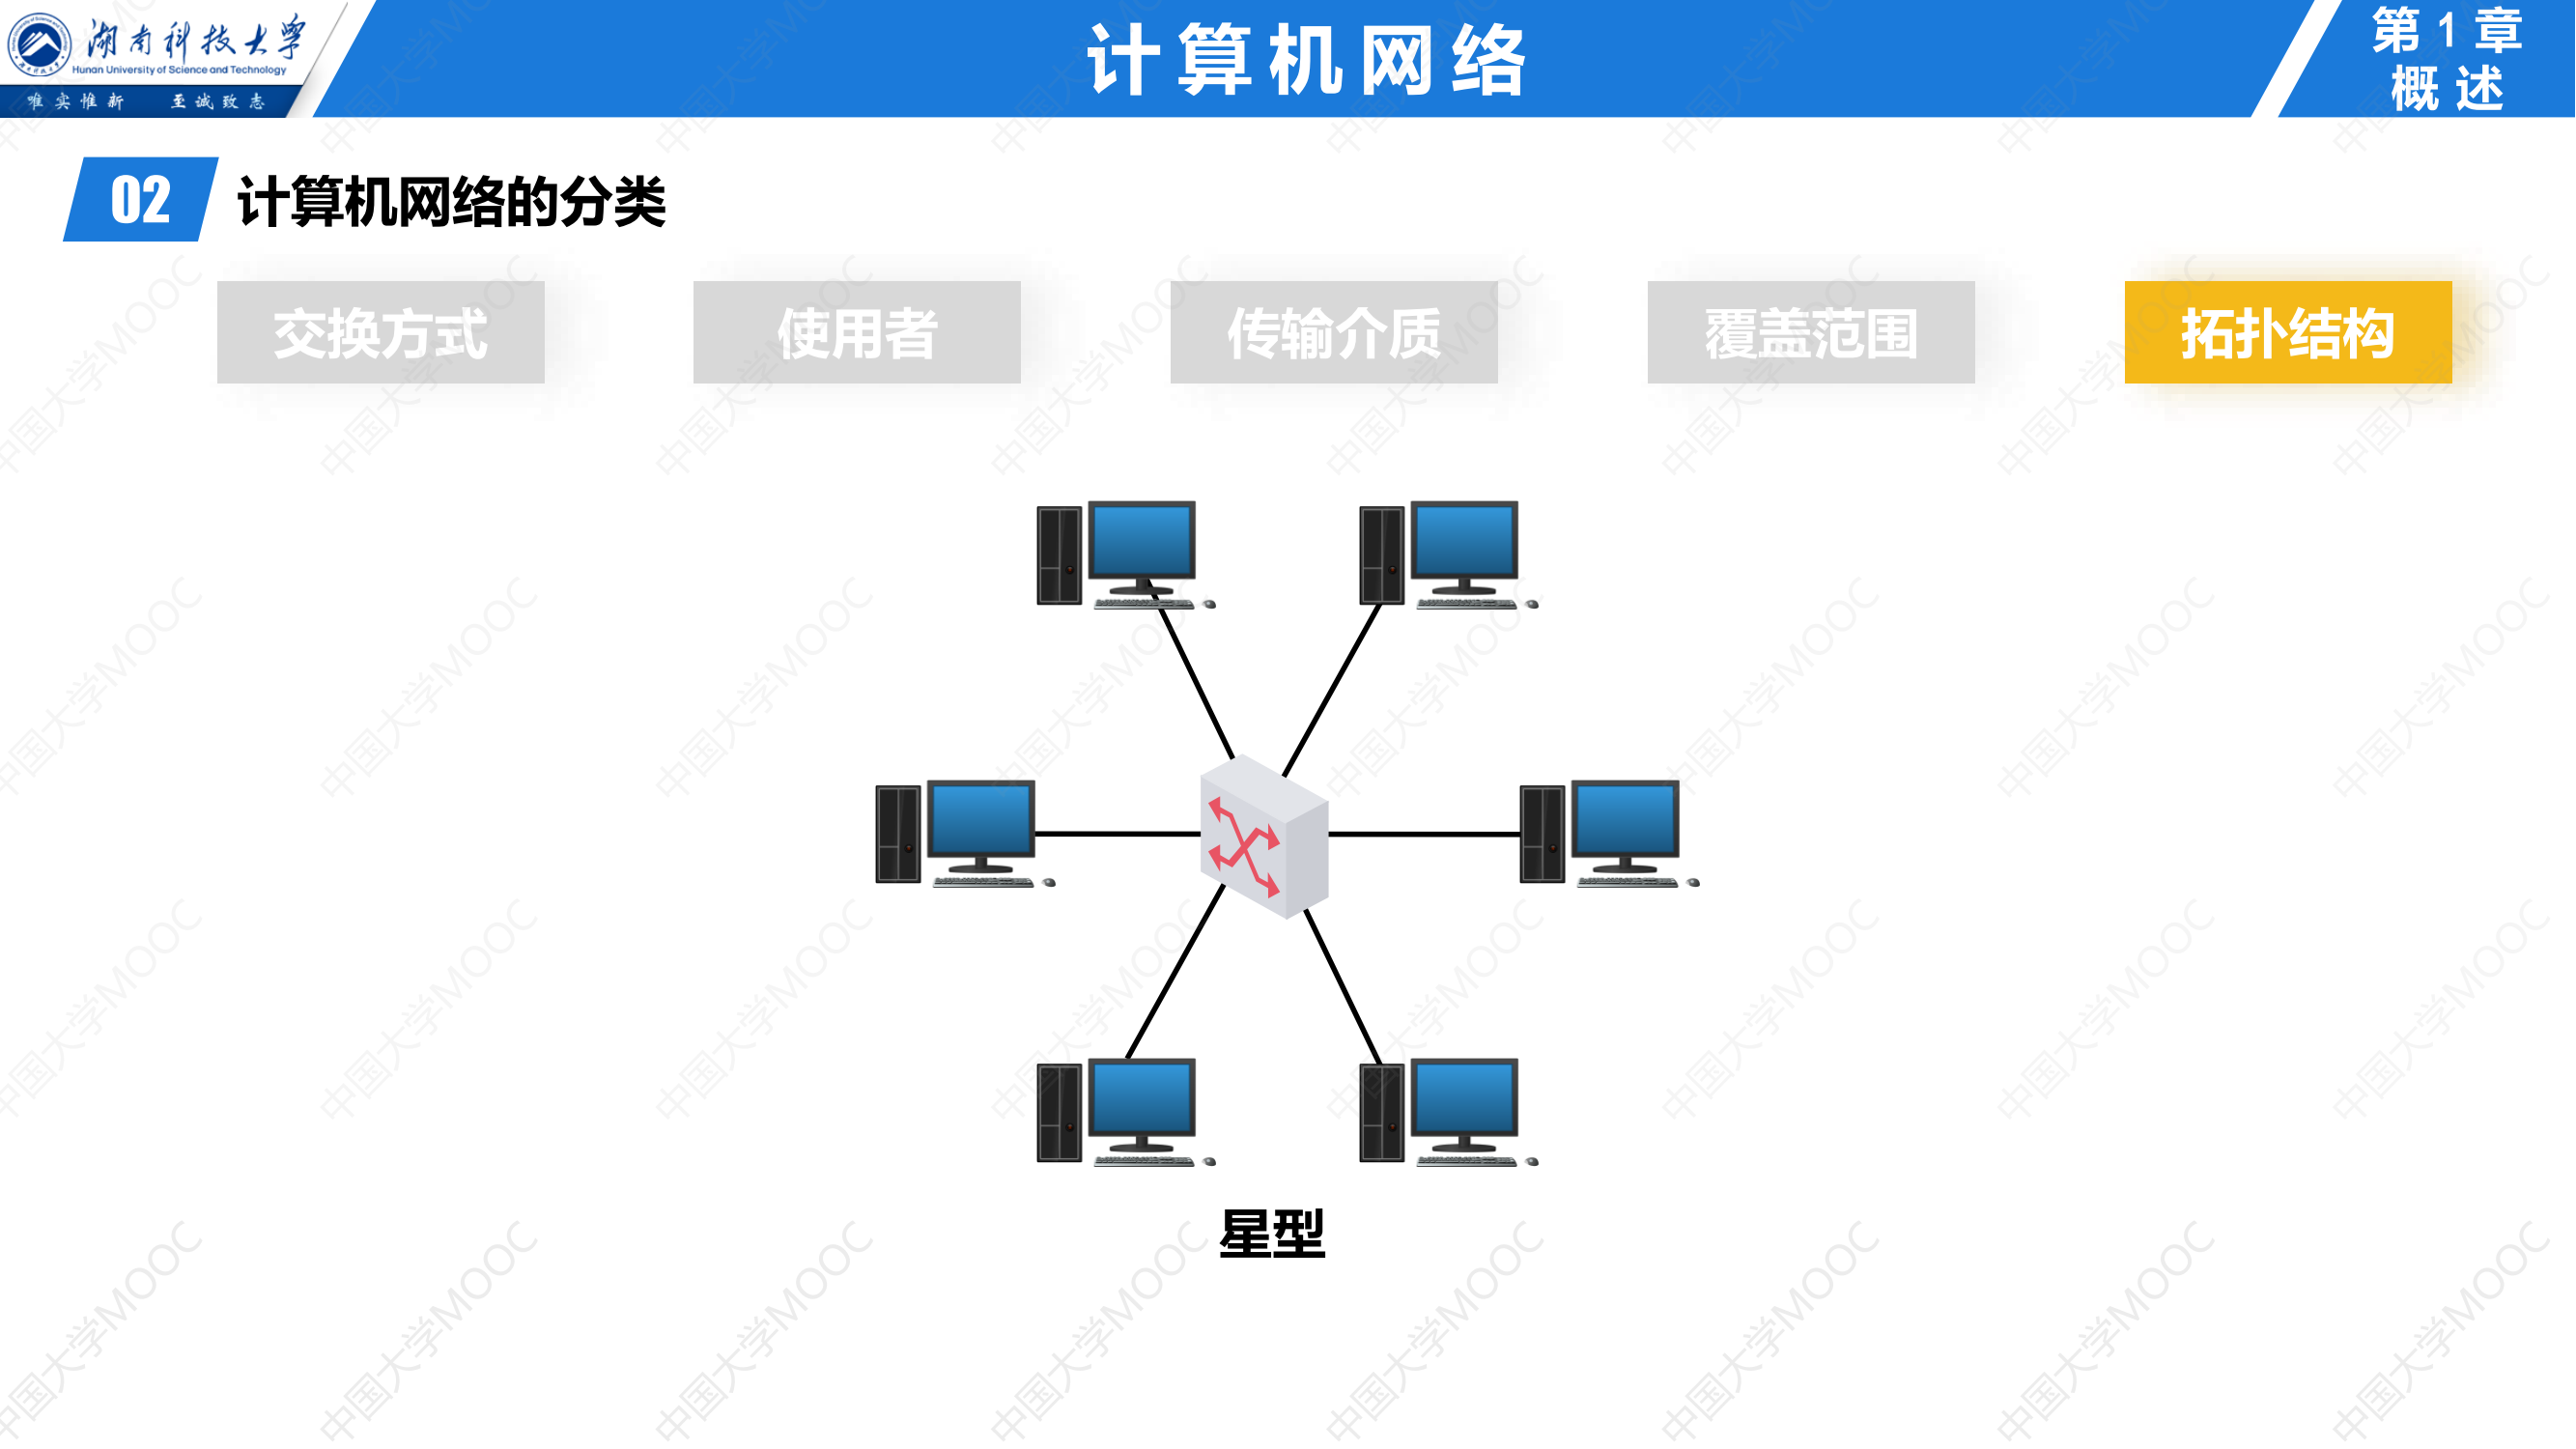 湖南科技大学
Hunan University of Science and Technology
唯实惟新 至诚致志
计算机网络
第1章
概述
02 计算机网络的分类
交换方式 使用者 传输介质 覆盖范围 拓扑结构
星型
中国大学MOOC